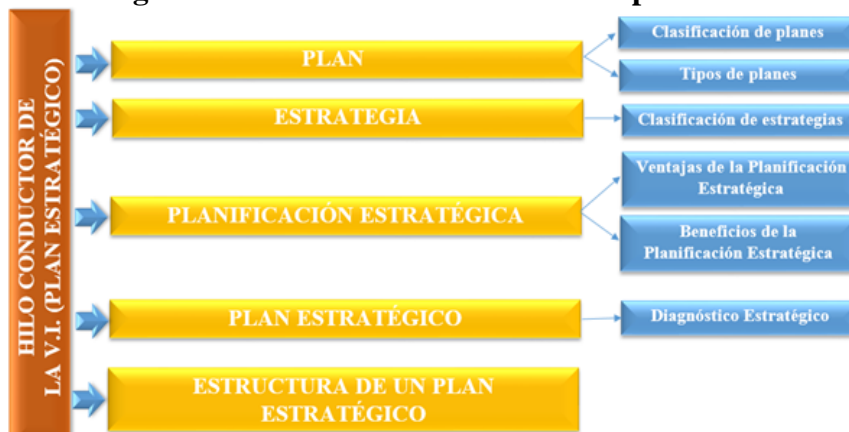 HILO CONDUCTOR DE
LA V.I. (PLAN ESTRATÉGICO)
PLAN
Clasificación de planes
Tipos de planes
ESTRATEGIA
Clasificación de estrategias
PLANIFICACIÓN ESTRATÉGICA
Ventajas de la Planificación
Estratégica
Beneficios de la
Planificación Estratégica
PLAN ESTRATÉGICO
Diagnóstico Estratégico
ESTRUCTURA DE UN PLAN
ESTRATÉGICO